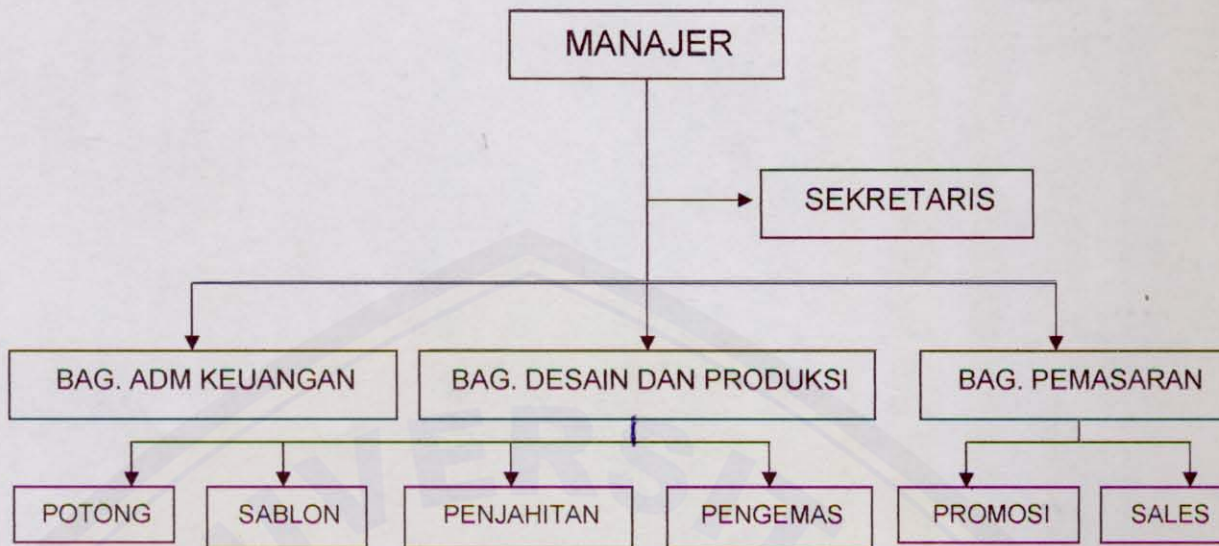 MANAJER
SEKRETARIS
BAG. ADM KEUANGAN
BAG. DESAIN DAN PRODUKSI
BAG. PEMASARAN
POTONG
SABLON
PENJAHITAN
PENGEMAS
PROMOSI
SALES